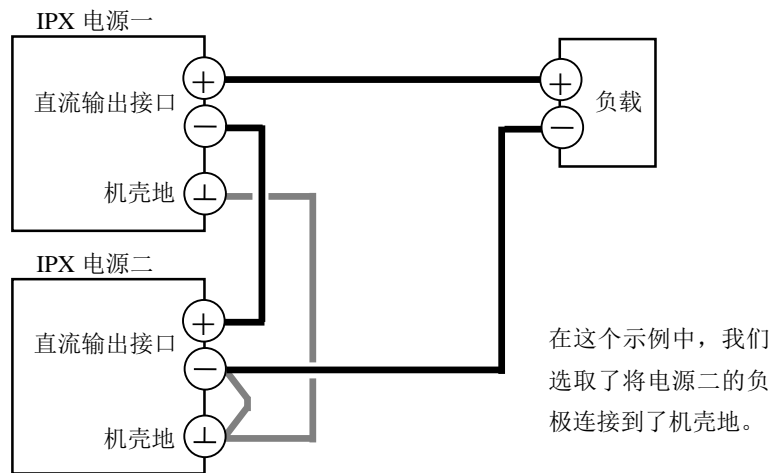 IPX 电源一
+
+
直流输出接口
负载
—
—
机壳地
⊥
IPX 电源二
+
直流输出接口
—
机壳地
⊥
在这个示例中，我们
选取了将电源二的负
极连接到了机壳地。